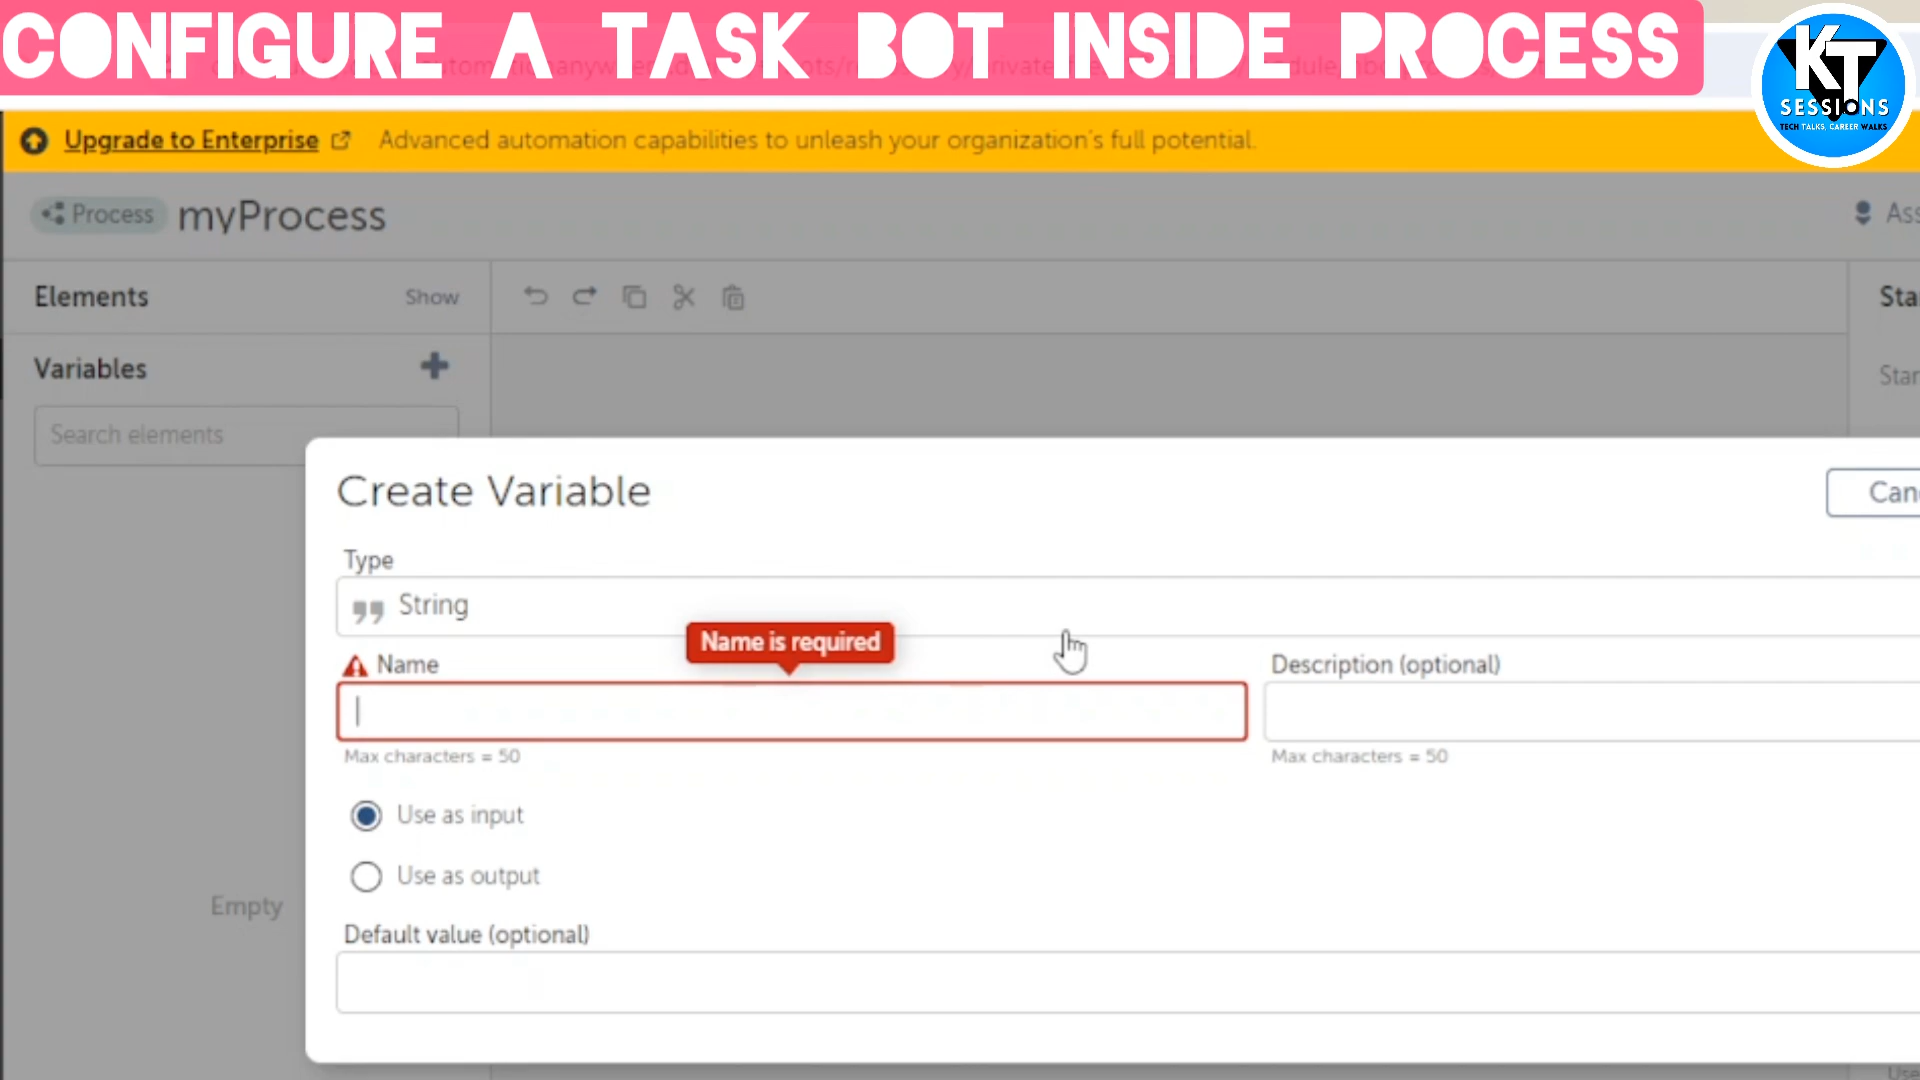 CONFIGURE A TASK BOT INSIDE PROCESS
KT
SESSIONS
TECH TALKS, CAREER WALKS
Upgrade to Enterprise Advanced automation capabilities to unleash your organization's full potential.
Process myProcess
Elements Show
Variables
Search elements
Create Variable
Type
String
Name is required
Name
Description (optional)
Max characters = 50
Max characters = 50
Use as input
Use as output
Empty
Default value (optional)